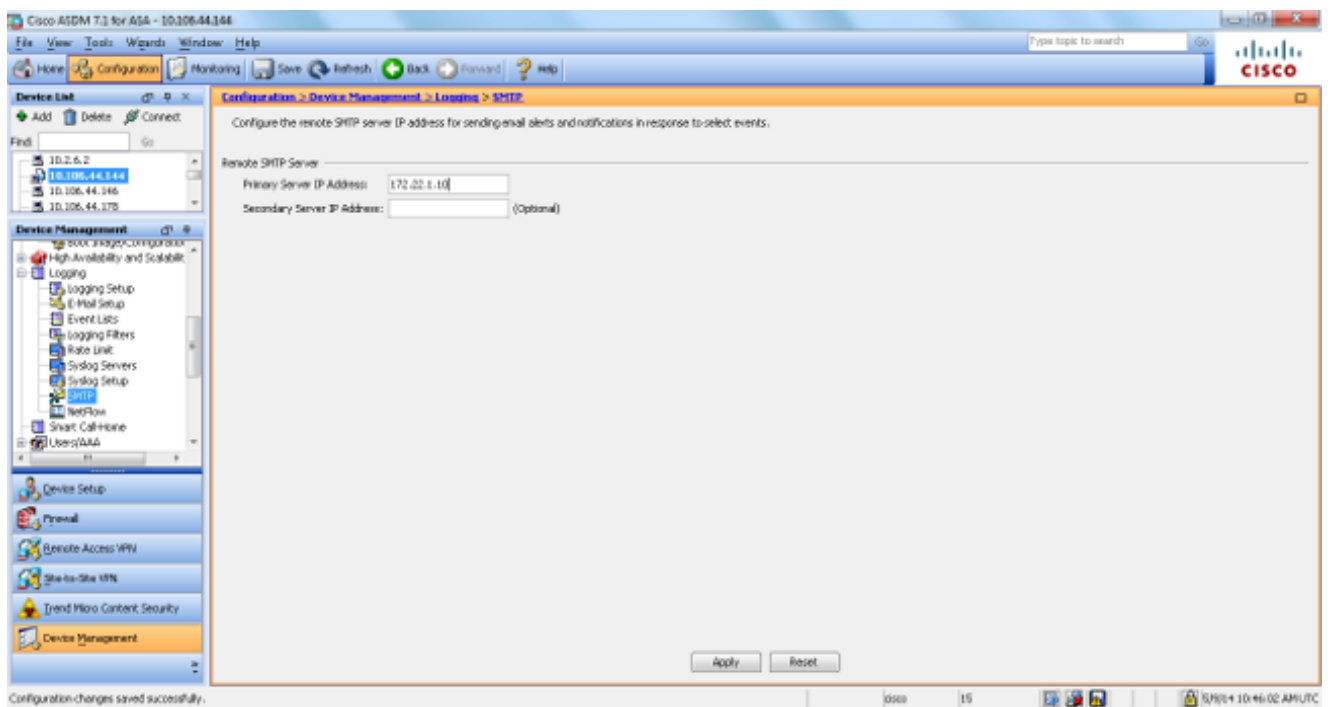 Cisco ASDM 7.1 for ASA - 10.106.44.144
File View Tools Wizards Window Help
Type topic to search Go
Home Configuration Monitoring Save Refresh Back Forward Help
CISCO
Device List
Add Delete Connect
Find: Go
10.2.6.2
10.106.44.144
10.106.44.146
10.106.44.178
Device Management
Boot Image/Configuration
High Availability and Scalabilit
Logging
Logging Setup
E-Mail Setup
Event Lists
Logging Filters
Rate Limit
Syslog Servers
Syslog Setup
SMTP
NetFlow
Smart Call-Home
Users/AAA
Device Setup
Firewall
Remote Access VPN
Site-to-Site VPN
Trend Micro Content Security
Device Management
Configuration > Device Management > Logging > SMTP
Configure the remote SMTP server IP address for sending email alerts and notifications in response to select events.
Remote SMTP Server
Primary Server IP Address: 172.22.1.10
Secondary Server IP Address: (Optional)
Apply Reset
Configuration changes saved successfully.
cisco
15
5/9/14 10:46:02 AM UTC